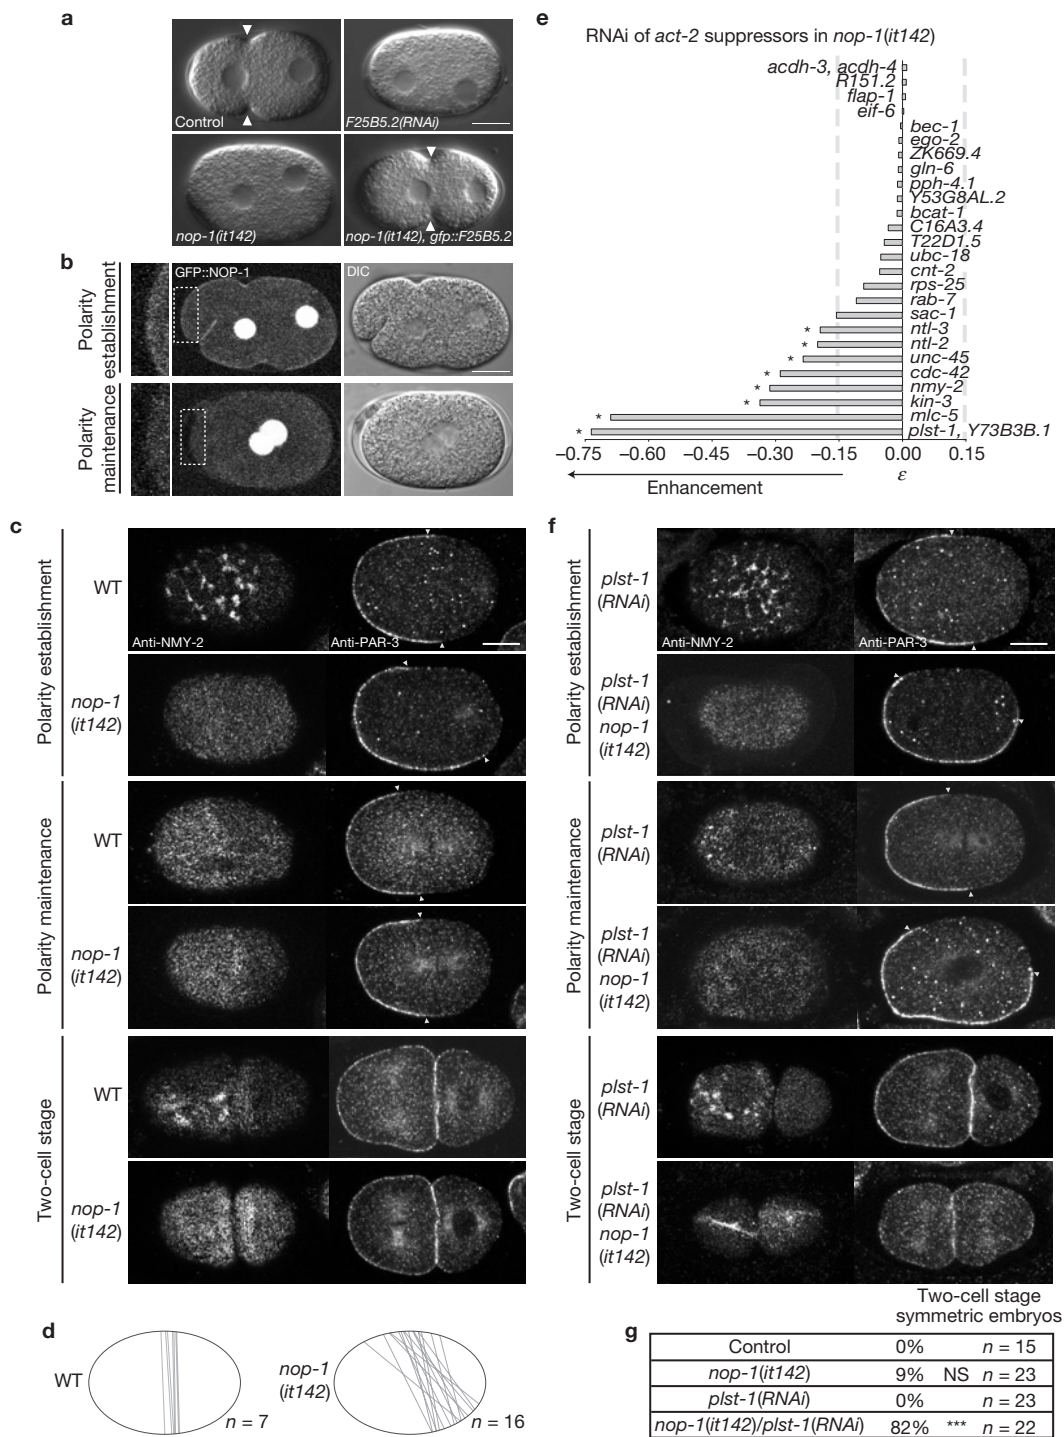 a
Control
F25B5.2(RNAi)
nop-1(it142)
nop-1(it142), gfp::F25B5.2
b
Polarity establishment
GFP::NOP-1
DIC
Polarity maintenance
c
Polarity establishment
WT
Anti-NMY-2
Anti-PAR-3
nop-1
(it142)
Polarity maintenance
WT
nop-1
(it142)
Two-cell stage
WT
nop-1
(it142)
d
WT
n = 7
nop-1
(it142)
n = 16
e
RNAi of act-2 suppressors in nop-1(it142)
acdh-3, acdh-4
R151.2
flap-1
eif-6
bec-1
ego-2
ZK669.4
gln-6
pph-4.1
Y53G8AL.2
bcat-1
C16A3.4
T22D1.5
ubc-18
cnt-2
rps-25
rab-7
sac-1
* ntl-3
* ntl-2
* unc-45
* cdc-42
* nmy-2
* kin-3
* mlc-5
* plst-1, Y73B3B.1
−0.75 −0.60 −0.45 −0.30 −0.15 0.00 0.15
Enhancement
ε
f
Polarity establishment
plst-1
(RNAi)
Anti-NMY-2
Anti-PAR-3
plst-1
(RNAi)
nop-1
(it142)
Polarity maintenance
plst-1
(RNAi)
plst-1
(RNAi)
nop-1
(it142)
Two-cell stage
plst-1
(RNAi)
plst-1
(RNAi)
nop-1
(it142)
g
Two-cell stage
symmetric embryos
Control 0% n = 15
nop-1(it142) 9% NS n = 23
plst-1(RNAi) 0% n = 23
nop-1(it142)/plst-1(RNAi) 82% *** n = 22